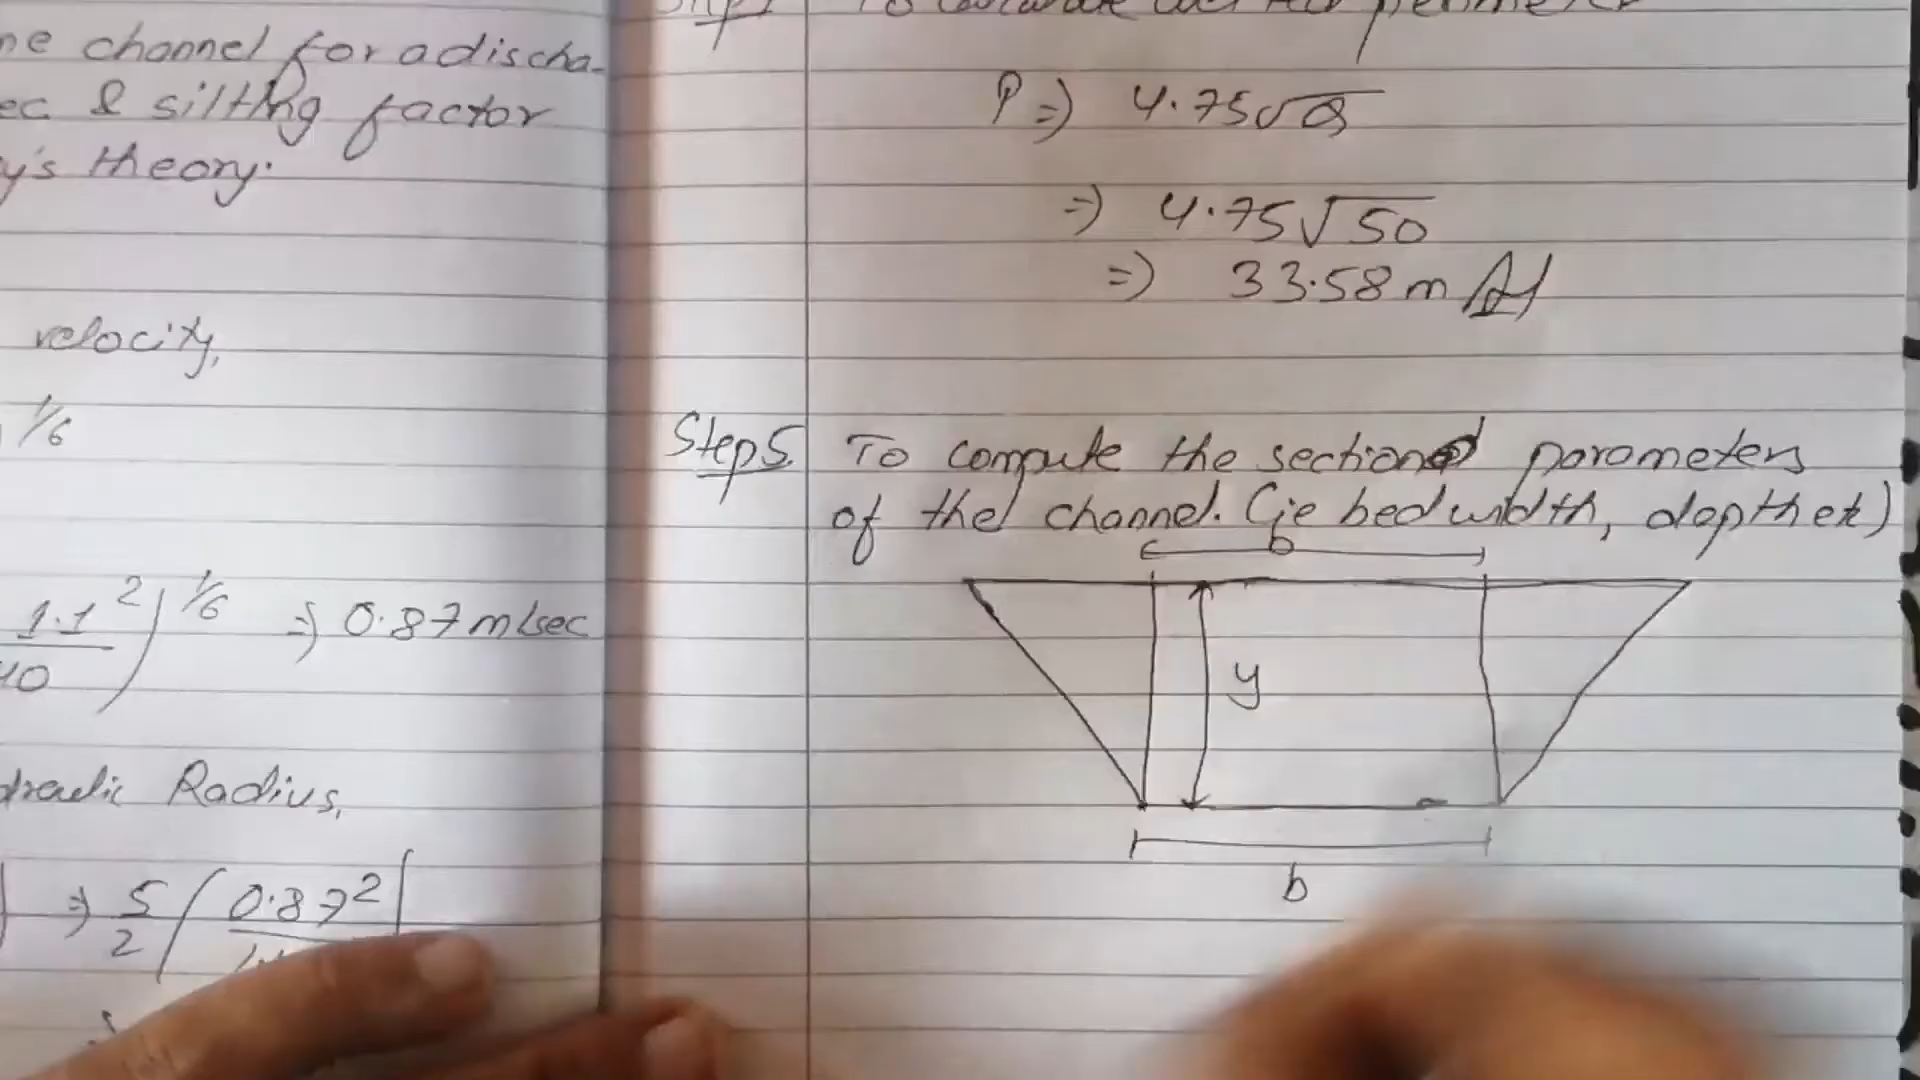 ne channel for a discha-
ec & silting factor
y's theory.
velocity,
1/6
1.1²)^1/6 => 0.87 m/sec
40
draulic Radius,
=> 5/2 ( 0.87²
P => 4.75√Q
=> 4.75√50
=> 33.58 m
Step 5 To compute the sectional parameters
of the channel. (ie bed width, depth etc)
b
y
b